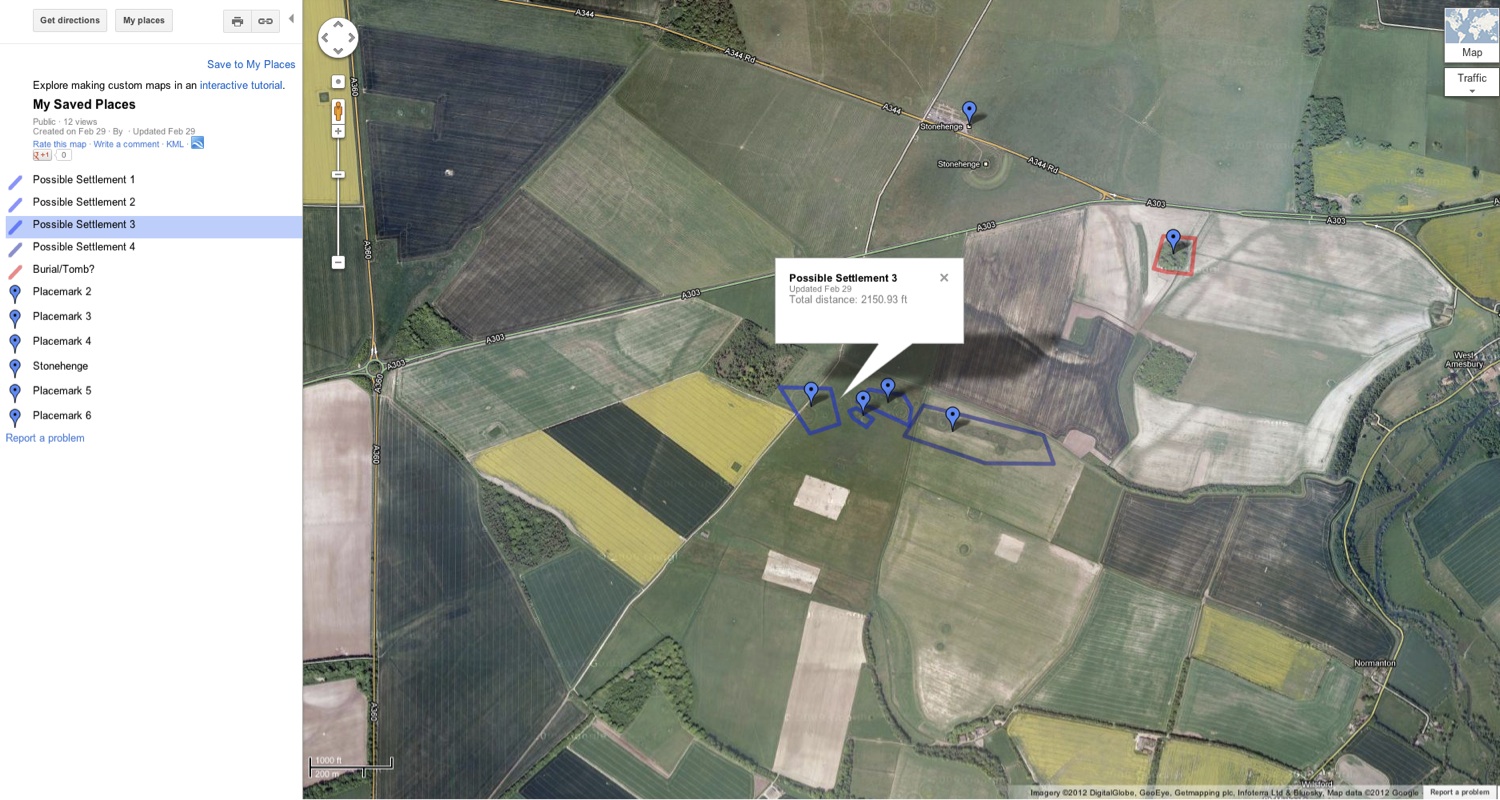 Get directions
My places
Save to My Places
Explore making custom maps in an interactive tutorial.
My Saved Places
Public · 12 views
Created on Feb 29 · By · Updated Feb 29
Rate this map · Write a comment · KML ·
+1 0
Possible Settlement 1
Possible Settlement 2
Possible Settlement 3
Possible Settlement 4
Burial/Tomb?
Placemark 2
Placemark 3
Placemark 4
Stonehenge
Placemark 5
Placemark 6
Report a problem
A344
A344 Rd
A360
A344
Stonehenge
Stonehenge
A344 Rd
Map
Traffic
A303
A303
A303
A360
A303
A303
A303
A360
A360
A360
Possible Settlement 3
Updated Feb 29
Total distance: 2150.93 ft
West Amesbury
Normanton
1000 ft
200 m
Imagery ©2012 DigitalGlobe, GeoEye, Getmapping plc, Infoterra Ltd & Bluesky, Map data ©2012 Google
Report a problem